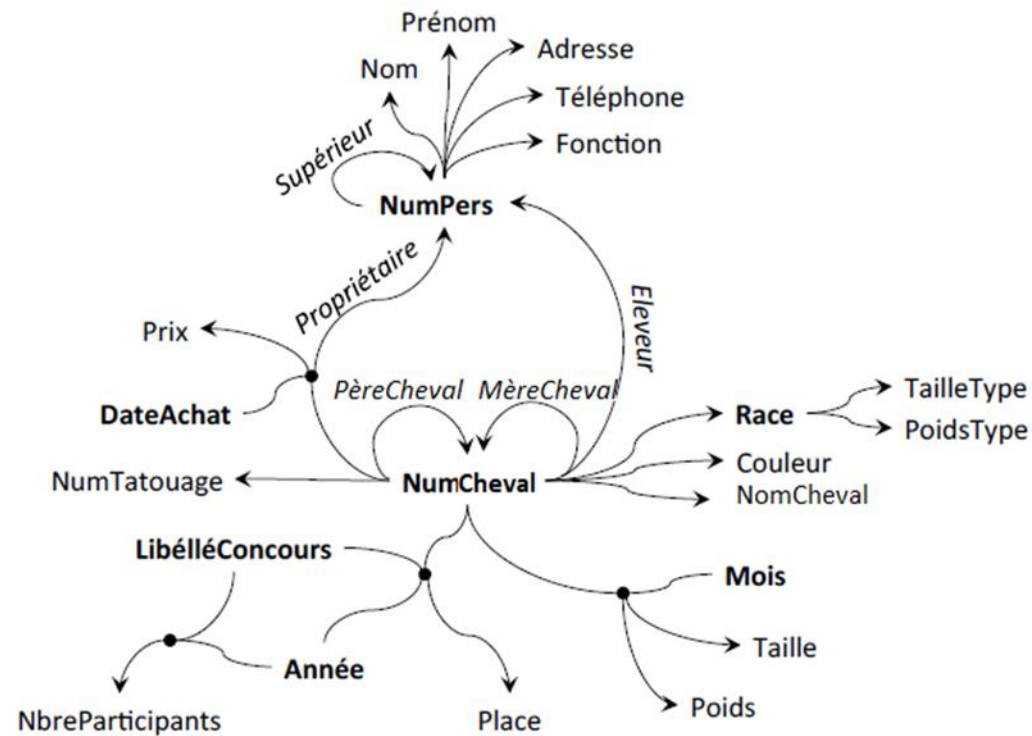 Prénom
Adresse
Nom
Téléphone
Supérieur
Fonction
NumPers
Propriétaire
Eleveur
Prix
PèreCheval
MèreCheval
DateAchat
Race
TailleType
PoidsType
Couleur
NumTatouage
NumCheval
NomCheval
LibélléConcours
Mois
Taille
Année
NbreParticipants
Place
Poids